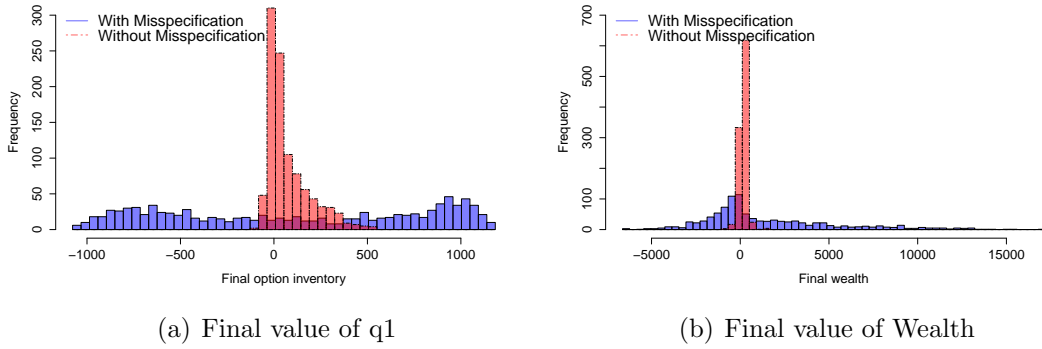 With Misspecification
Without Misspecification
Frequency
0 50 100 150 200 250 300
−1000 −500 0 500 1000
Final option inventory
(a) Final value of q1
With Misspecification
Without Misspecification
Frequency
0 100 300 500 700
−5000 0 5000 10000 15000
Final wealth
(b) Final value of Wealth